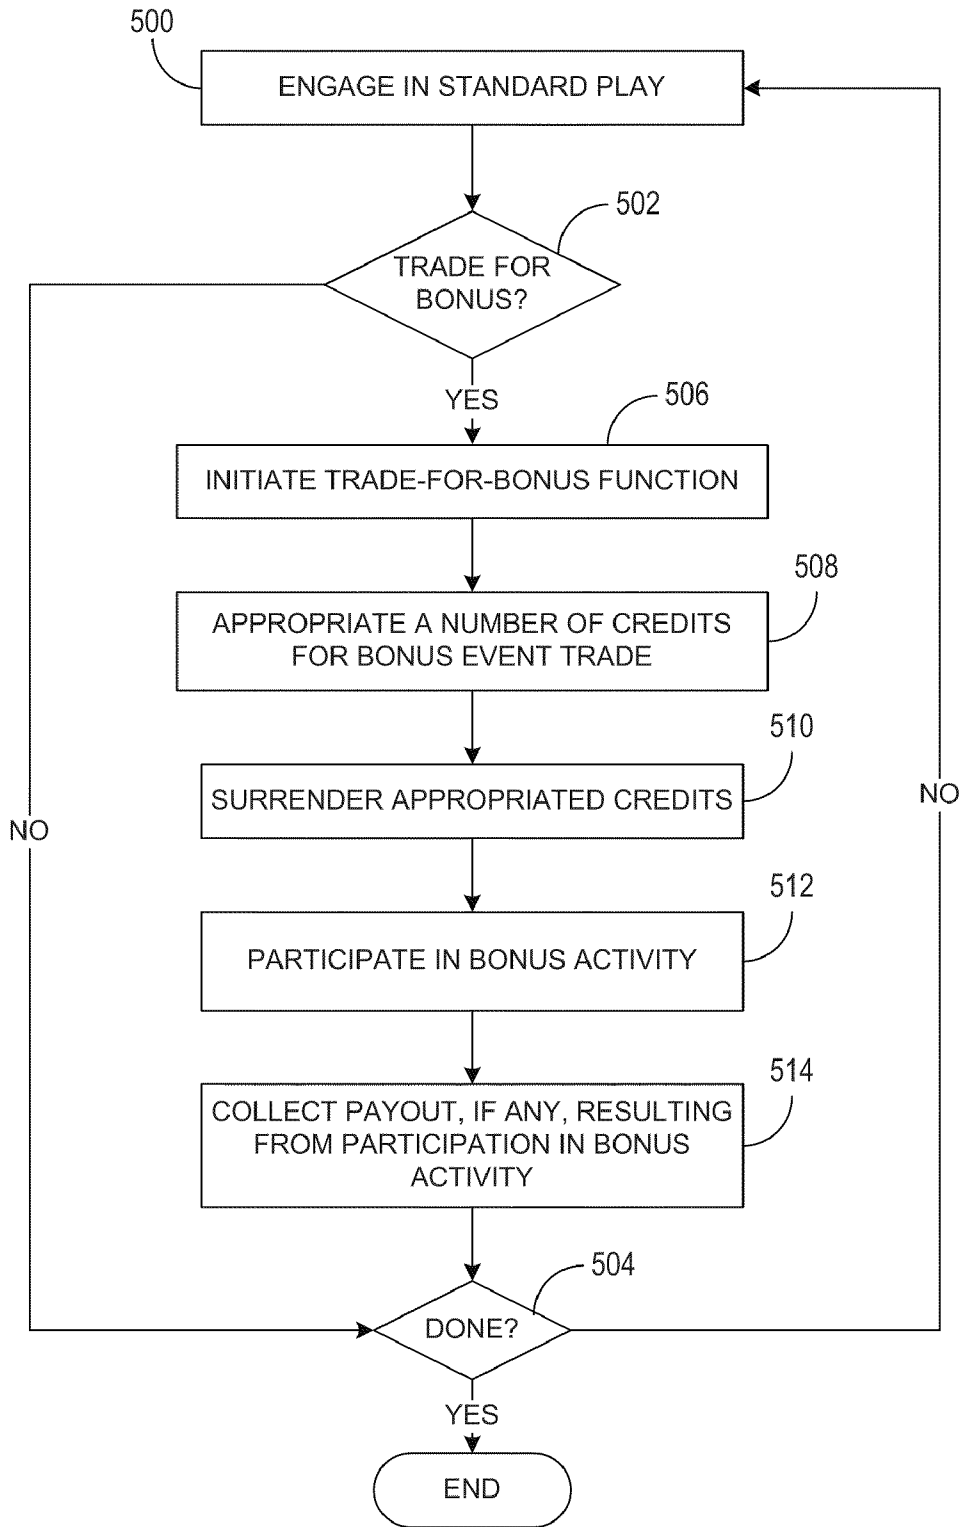 500
ENGAGE IN STANDARD PLAY
502
TRADE FOR
BONUS?
YES
506
INITIATE TRADE-FOR-BONUS FUNCTION
508
APPROPRIATE A NUMBER OF CREDITS
FOR BONUS EVENT TRADE
510
SURRENDER APPROPRIATED CREDITS
NO
NO
512
PARTICIPATE IN BONUS ACTIVITY
514
COLLECT PAYOUT, IF ANY, RESULTING
FROM PARTICIPATION IN BONUS
ACTIVITY
504
DONE?
YES
END